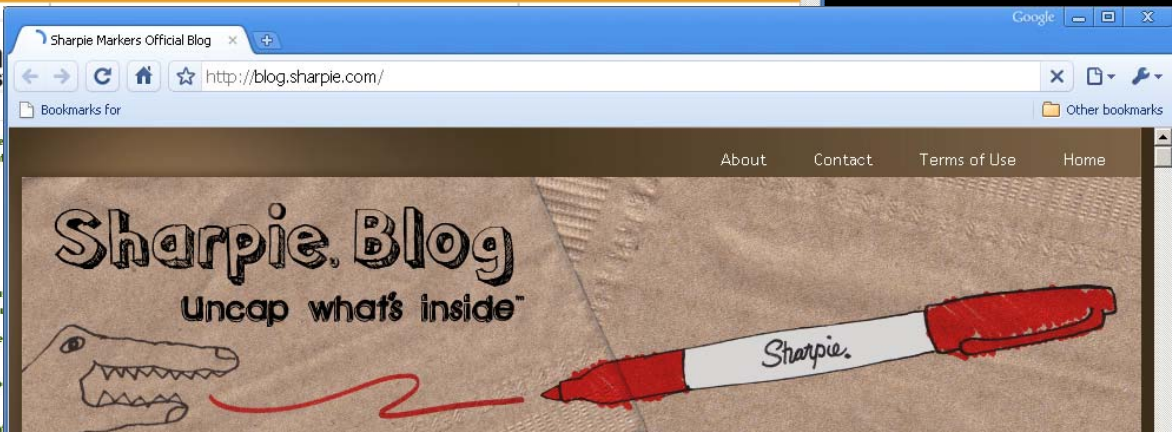 Google
Sharpie Markers Official Blog
http://blog.sharpie.com/
Bookmarks for
Other bookmarks
About Contact Terms of Use Home
Sharpie. Blog
Uncap what's inside™
Sharpie.